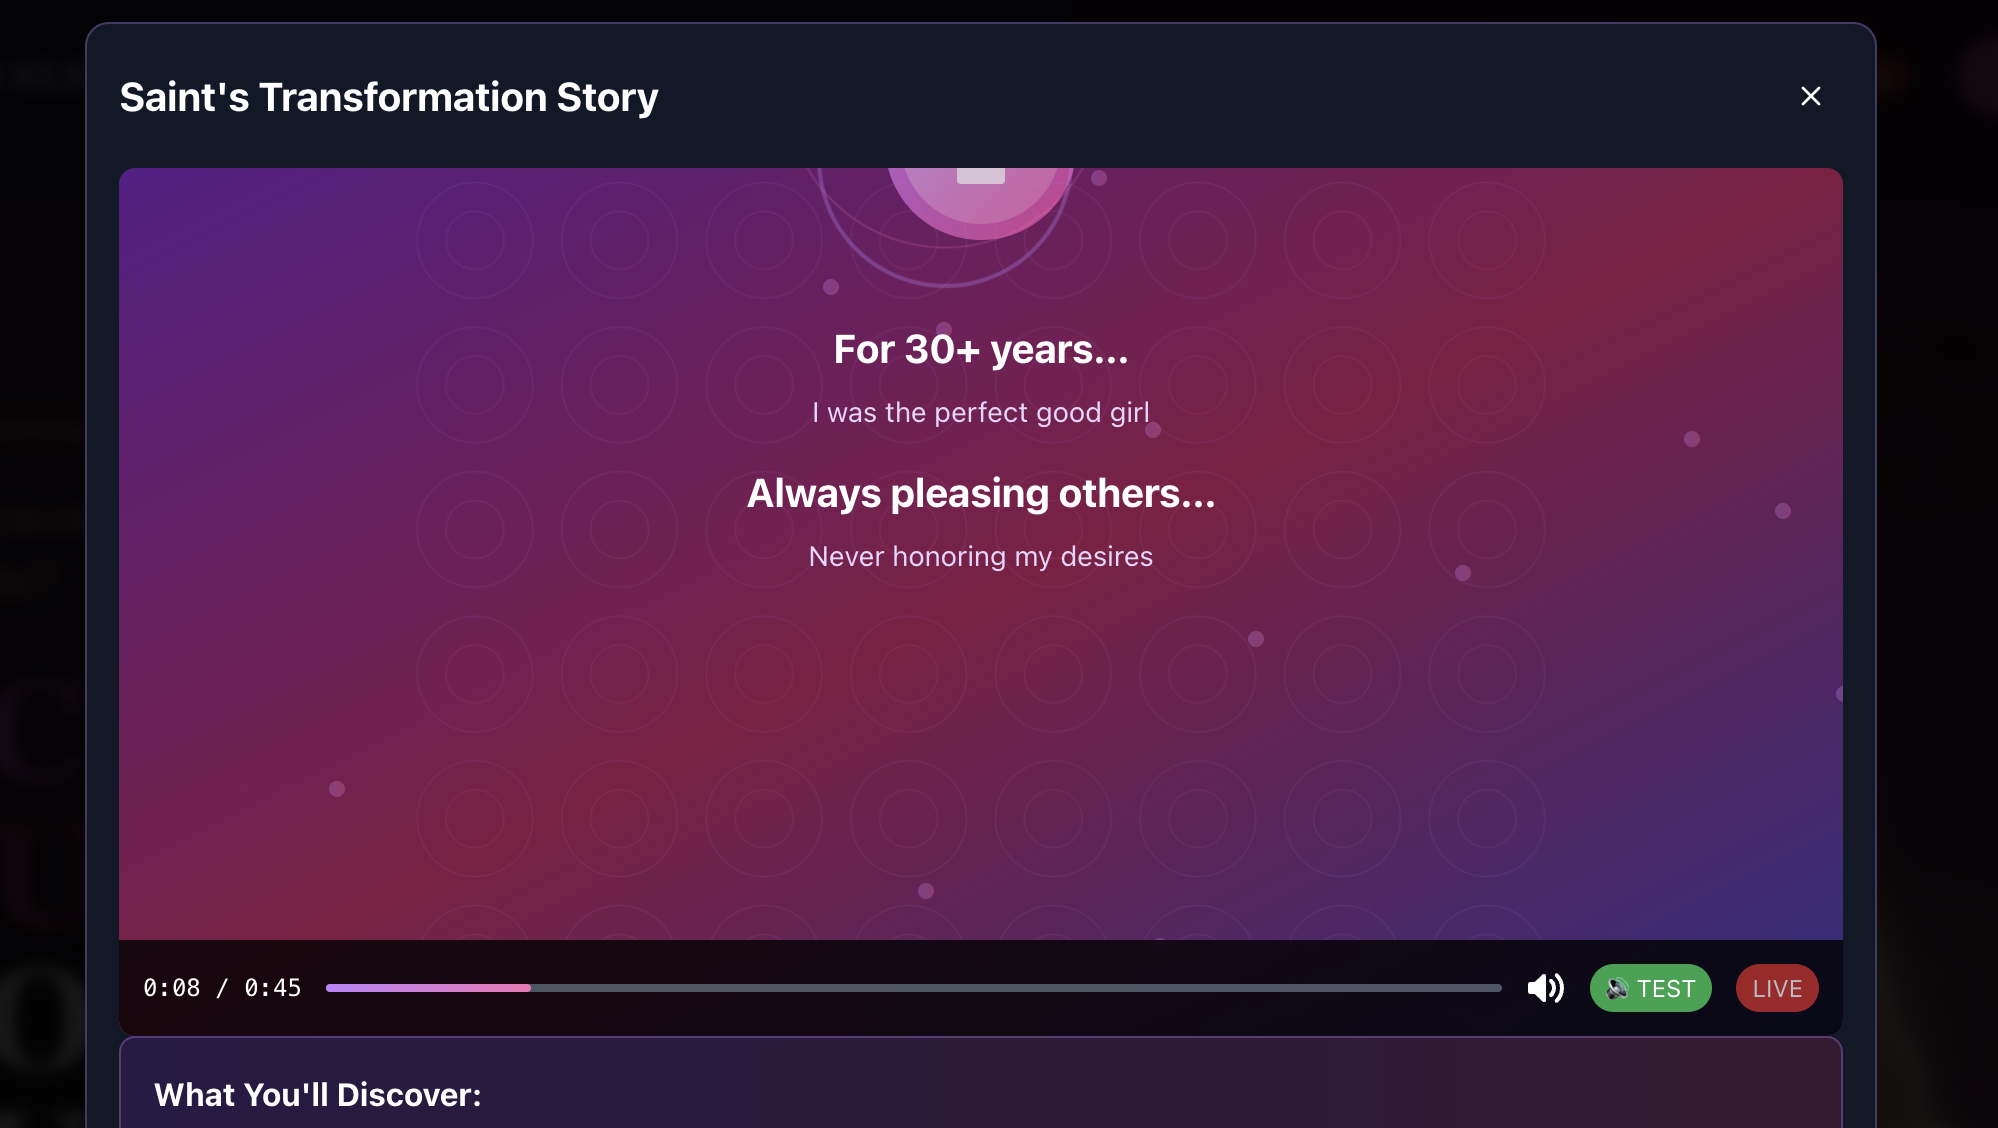 Saint's Transformation Story
For 30+ years...
I was the perfect good girl
Always pleasing others...
Never honoring my desires
0:08 / 0:45
🔊 TEST
LIVE
What You'll Discover: